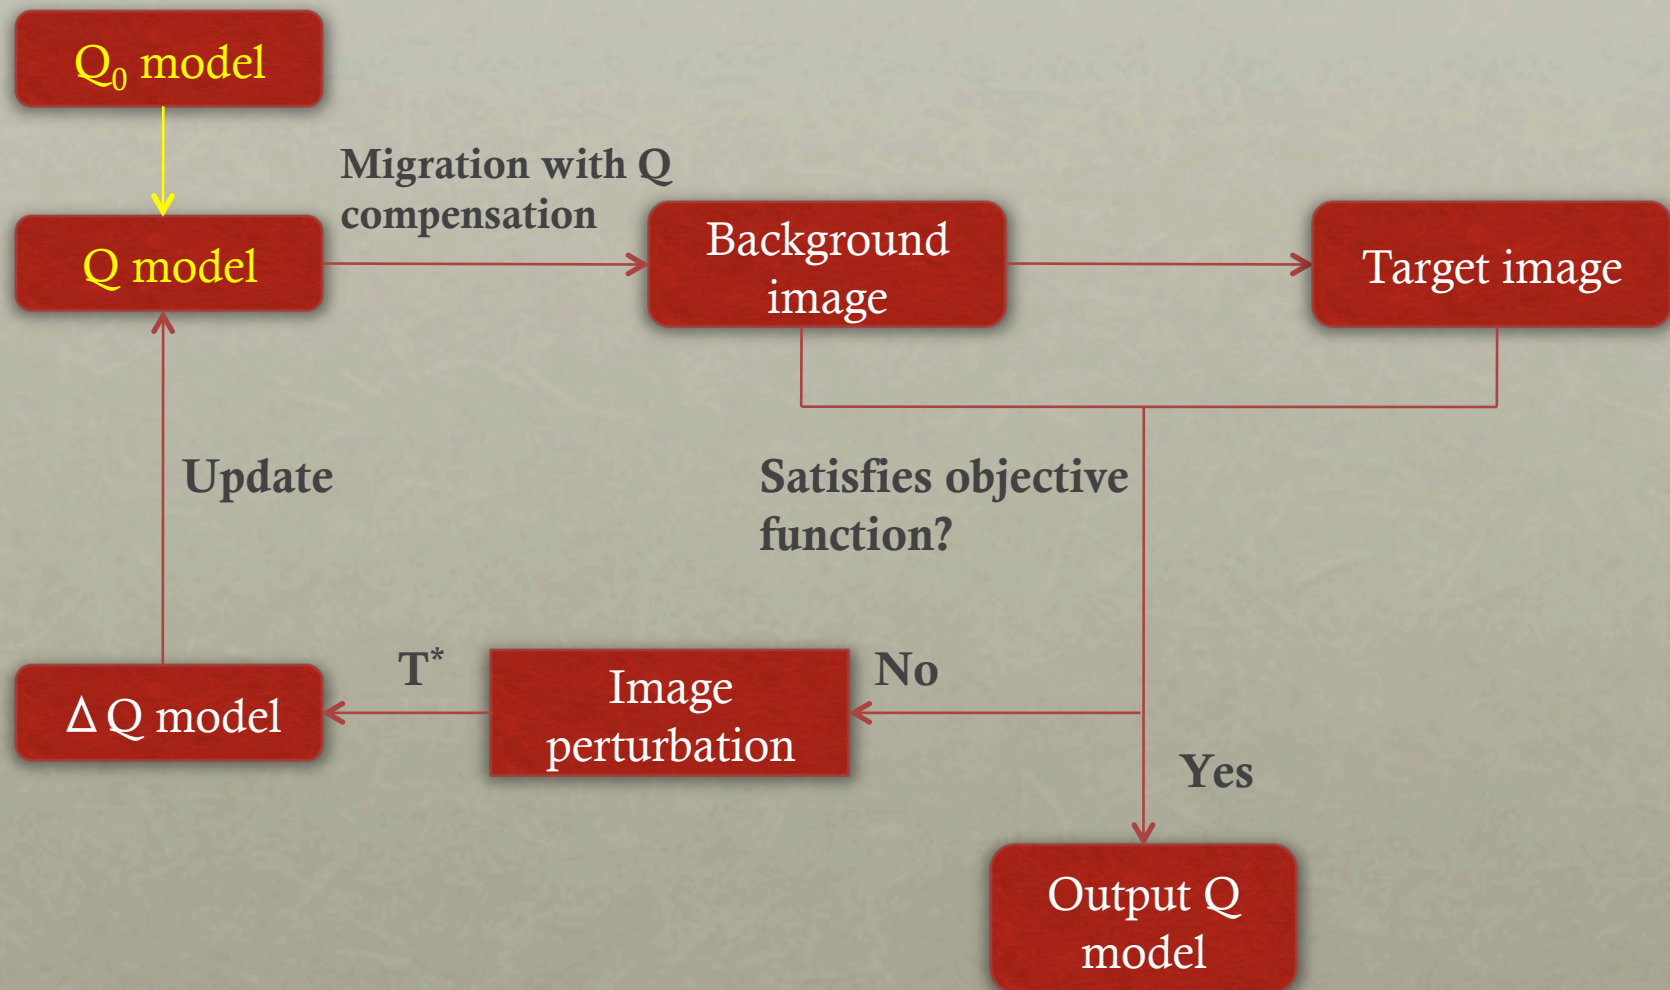 Q₀ model
Migration with Q
compensation
Q model
Background
image
Target image
Update
Satisfies objective
function?
T*
No
Δ Q model
Image
perturbation
Yes
Output Q
model